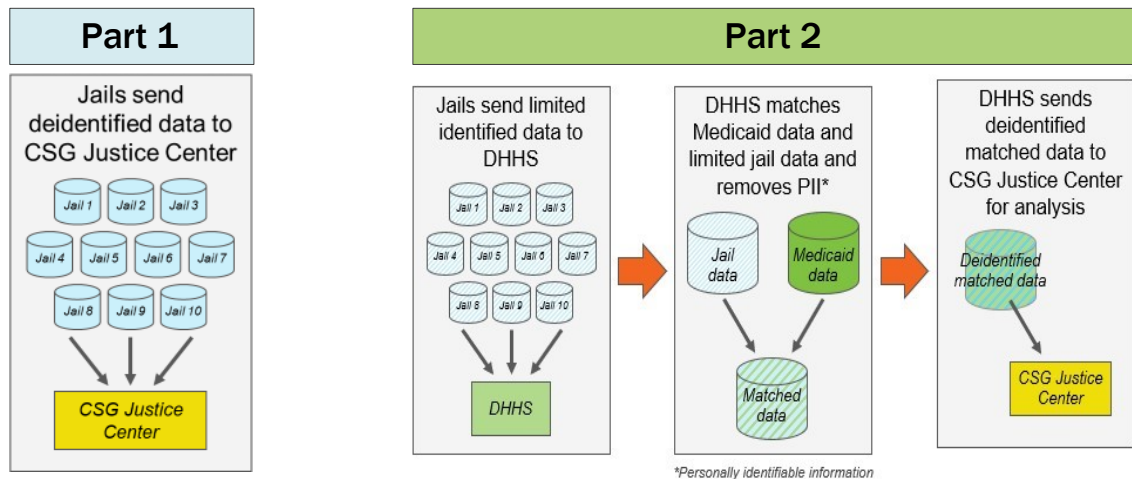 Part 1
Jails send
deidentified data to
CSG Justice Center
Jail 1
Jail 2
Jail 3
Jail 4
Jail 5
Jail 6
Jail 7
Jail 8
Jail 9
Jail 10
CSG Justice
Center
Part 2
Jails send limited
identified data to
DHHS
Jail 1
Jail 2
Jail 3
Jail 4
Jail 5
Jail 6
Jail 7
Jail 8
Jail 9
Jail 10
DHHS
DHHS matches
Medicaid data and
limited jail data and
removes PII*
Jail
data
Medicaid
data
Matched
data
*Personally identifiable information
DHHS sends
deidentified
matched data to
CSG Justice Center
for analysis
Deidentified
matched data
CSG Justice
Center